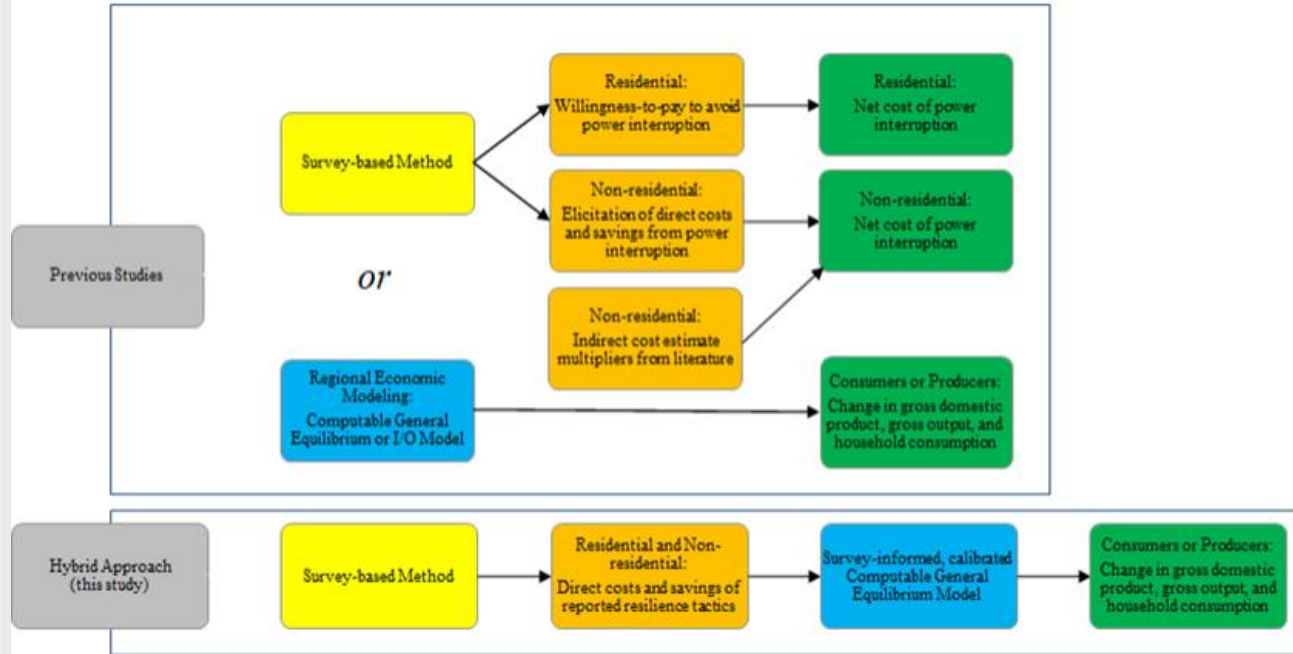 Previous Studies
Survey-based Method
or
Regional Economic
Modeling:
Computable General
Equilibrium or I/O Model
Residential:
Willingness-to-pay to avoid
power interruption
Non-residential:
Elicitation of direct costs
and savings from power
interruption
Non-residential:
Indirect cost estimate
multipliers from literature
Residential:
Net cost of power
interruption
Non-residential:
Net cost of power
interruption
Consumers or Producers:
Change in gross domestic
product, gross output, and
household consumption
Hybrid Approach
(this study)
Survey-based Method
Residential and Non-
residential:
Direct costs and savings of
reported resilience tactics
Survey-informed, calibrated
Computable General
Equilibrium Model
Consumers or Producers:
Change in gross domestic
product, gross output, and
household consumption